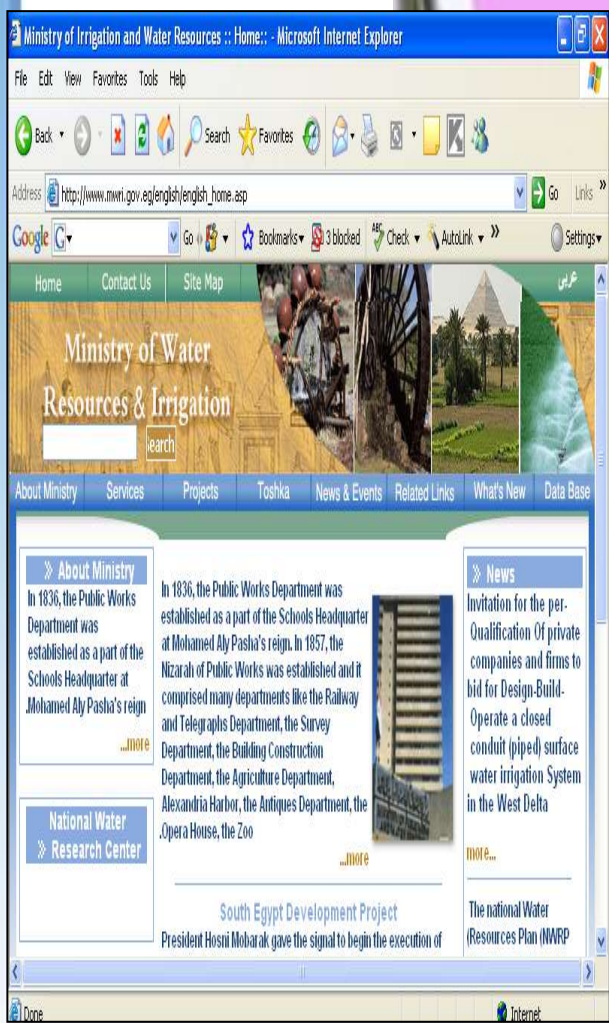 Ministry of Irrigation and Water Resources :: Home:: - Microsoft Internet Explorer
File Edit View Favorites Tools Help
Back Search Favorites
Address http://www.mwri.gov.eg/english/english_home.asp Go Links »
Google G Go Bookmarks 3 blocked ABC Check AutoLink » Settings
Home Contact Us Site Map عربى
Ministry of Water
Resources & Irrigation
Search
About Ministry Services Projects Toshka News & Events Related Links What's New Data Base
» About Ministry
In 1836, the Public Works
Department was
established as a part of the
Schools Headquarter at
.Mohamed Aly Pasha's reign
...more
National Water
» Research Center
In 1836, the Public Works Department was
established as a part of the Schools Headquarter
at Mohamed Aly Pasha's reign. In 1857, the
Nizarah of Public Works was established and it
comprised many departments like the Railway
and Telegraphs Department, the Survey
Department, the Building Construction
Department, the Agriculture Department,
Alexandria Harbor, the Antiques Department, the
.Opera House, the Zoo
...more
South Egypt Development Project
President Hosni Mobarak gave the signal to begin the execution of
» News
Invitation for the per-
Qualification Of private
companies and firms to
bid for Design-Build-
Operate a closed
conduit (piped) surface
water irrigation System
in the West Delta
more...
The national Water
(Resources Plan (NWRP
Done Internet